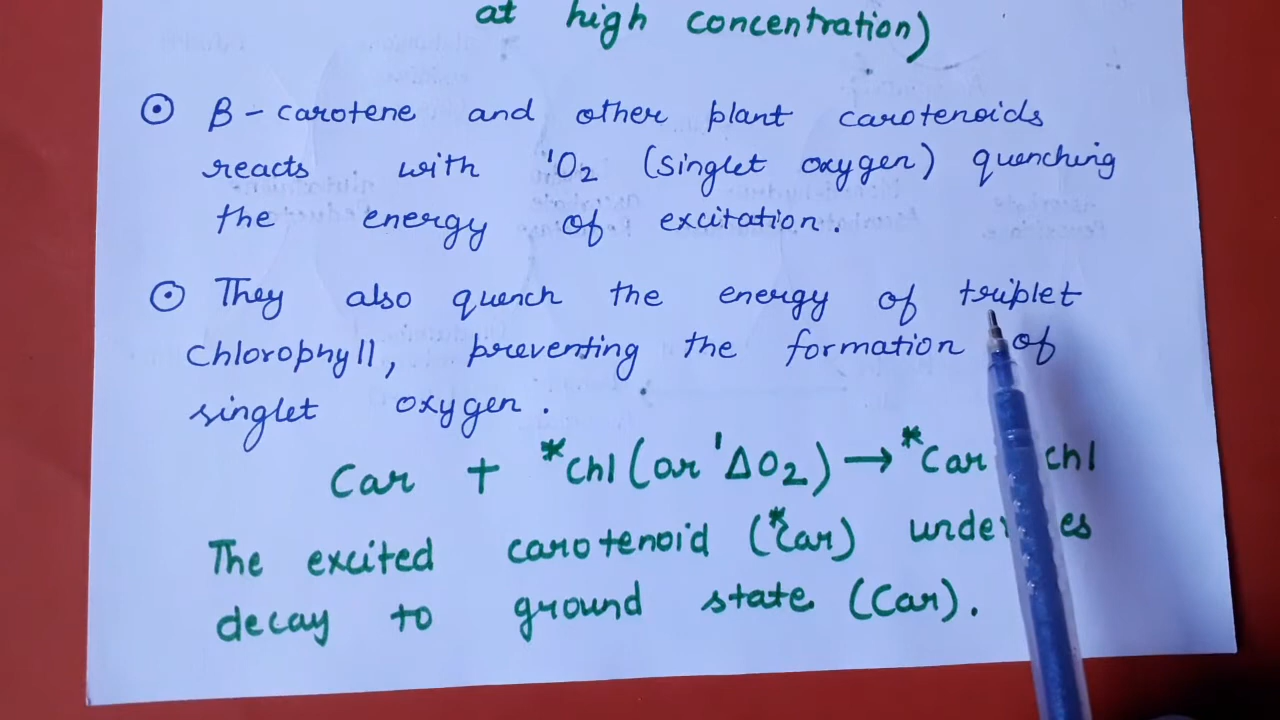 at high concentration)
⊙ β-carotene and other plant carotenoids
reacts with ¹O₂ (singlet oxygen) quenching
the energy of excitation.
⊙ They also quench the energy of triplet
chlorophyll, preventing the formation of
singlet oxygen.
Car + *Chl (or ¹ΔO₂) → *Car chl
The excited carotenoid (*Car)
decay to ground state (Car).